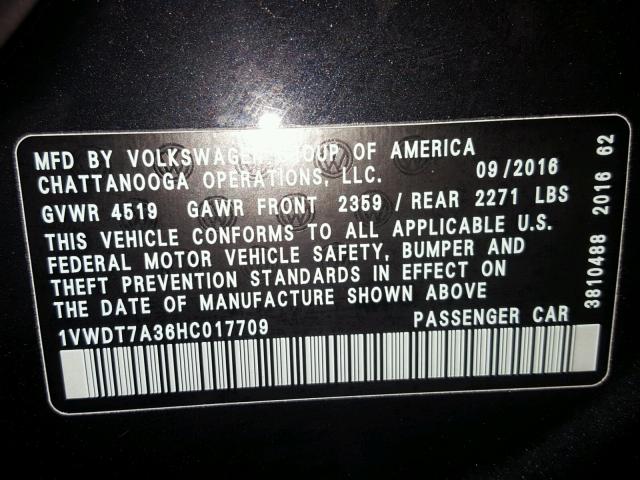 MFD BY VOLKSWAGEN GROUP OF AMERICA
CHATTANOOGA OPERATIONS, LLC. 09/2016
GVWR 4519 GAWR FRONT 2359 / REAR 2271 LBS
THIS VEHICLE CONFORMS TO ALL APPLICABLE U.S.
FEDERAL MOTOR VEHICLE SAFETY, BUMPER AND
THEFT PREVENTION STANDARDS IN EFFECT ON
THE DATE OF MANUFACTURE SHOWN ABOVE
1VWDT7A36HC017709 PASSENGER CAR
3810488 2016 62